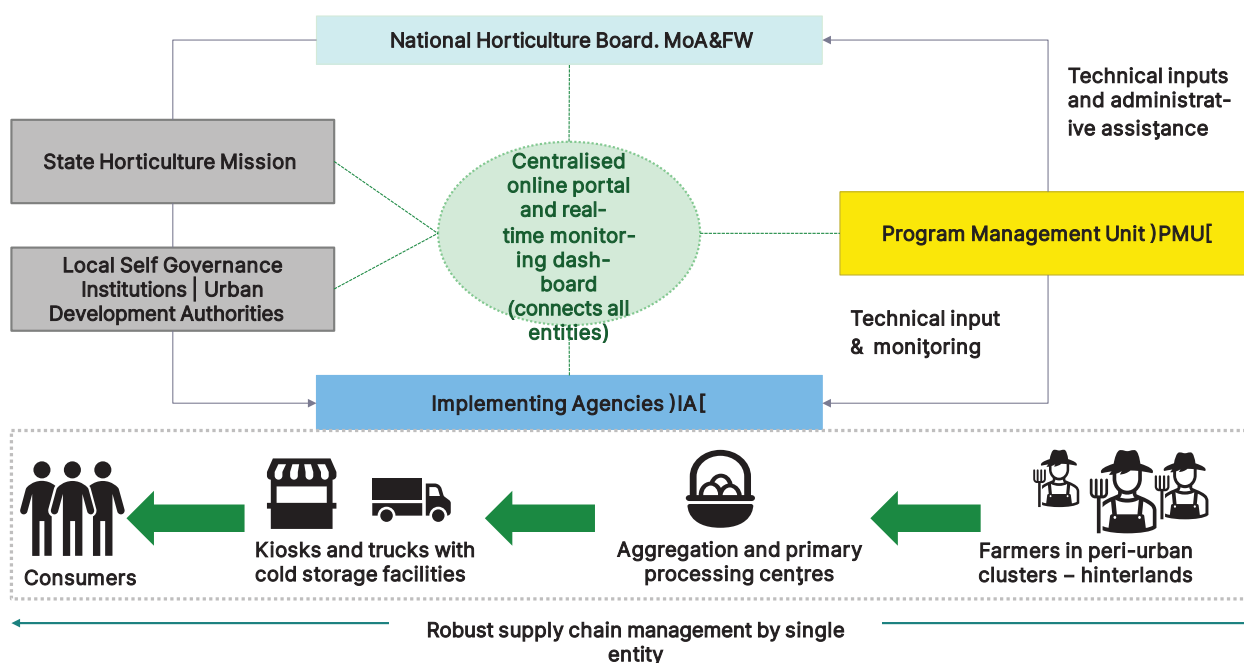 National Horticulture Board. MoA&FW
Technical inputs
and administrat-
ive assistance
State Horticulture Mission
Centralised
online portal
and real-
time monitor-
ing dash-
board
(connects all
entities)
Program Management Unit )PMU[
Local Self Governance
Institutions | Urban
Development Authorities
Technical input
& monitoring
Implementing Agencies )IA[
Consumers
Kiosks and trucks with
cold storage facilities
Aggregation and primary
processing centres
Farmers in peri-urban
clusters – hinterlands
Robust supply chain management by single
entity